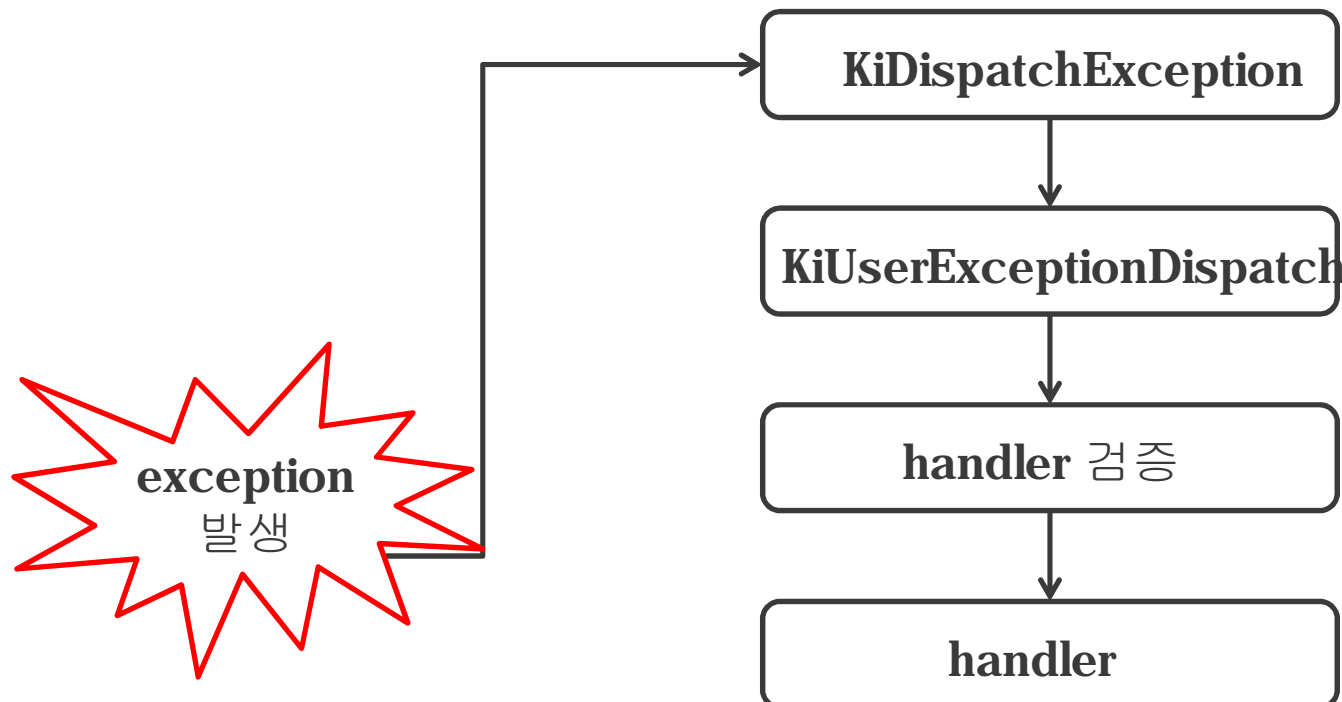 KiDispatchException
KiUserExceptionDispatch
handler 검증
exception
발생
handler